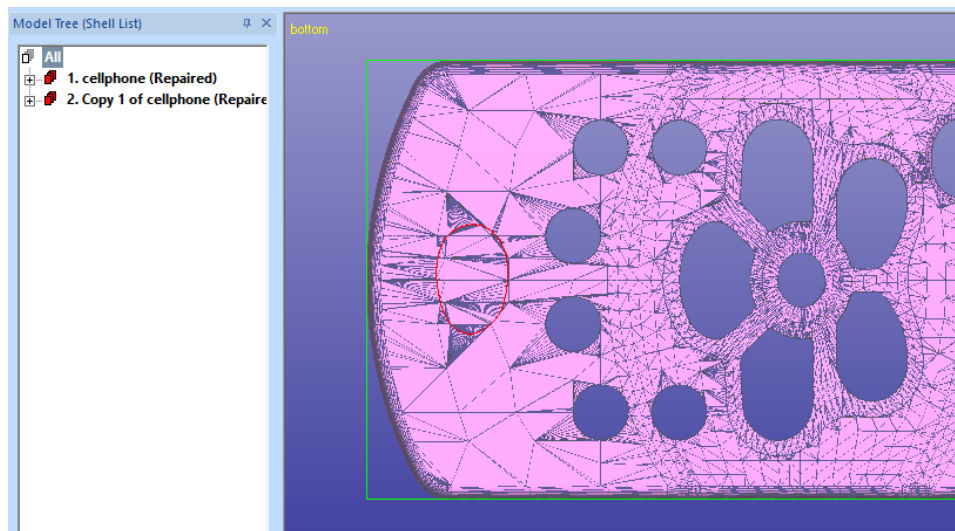 Model Tree (Shell List)
bottom
All
1. cellphone (Repaired)
2. Copy 1 of cellphone (Repaire